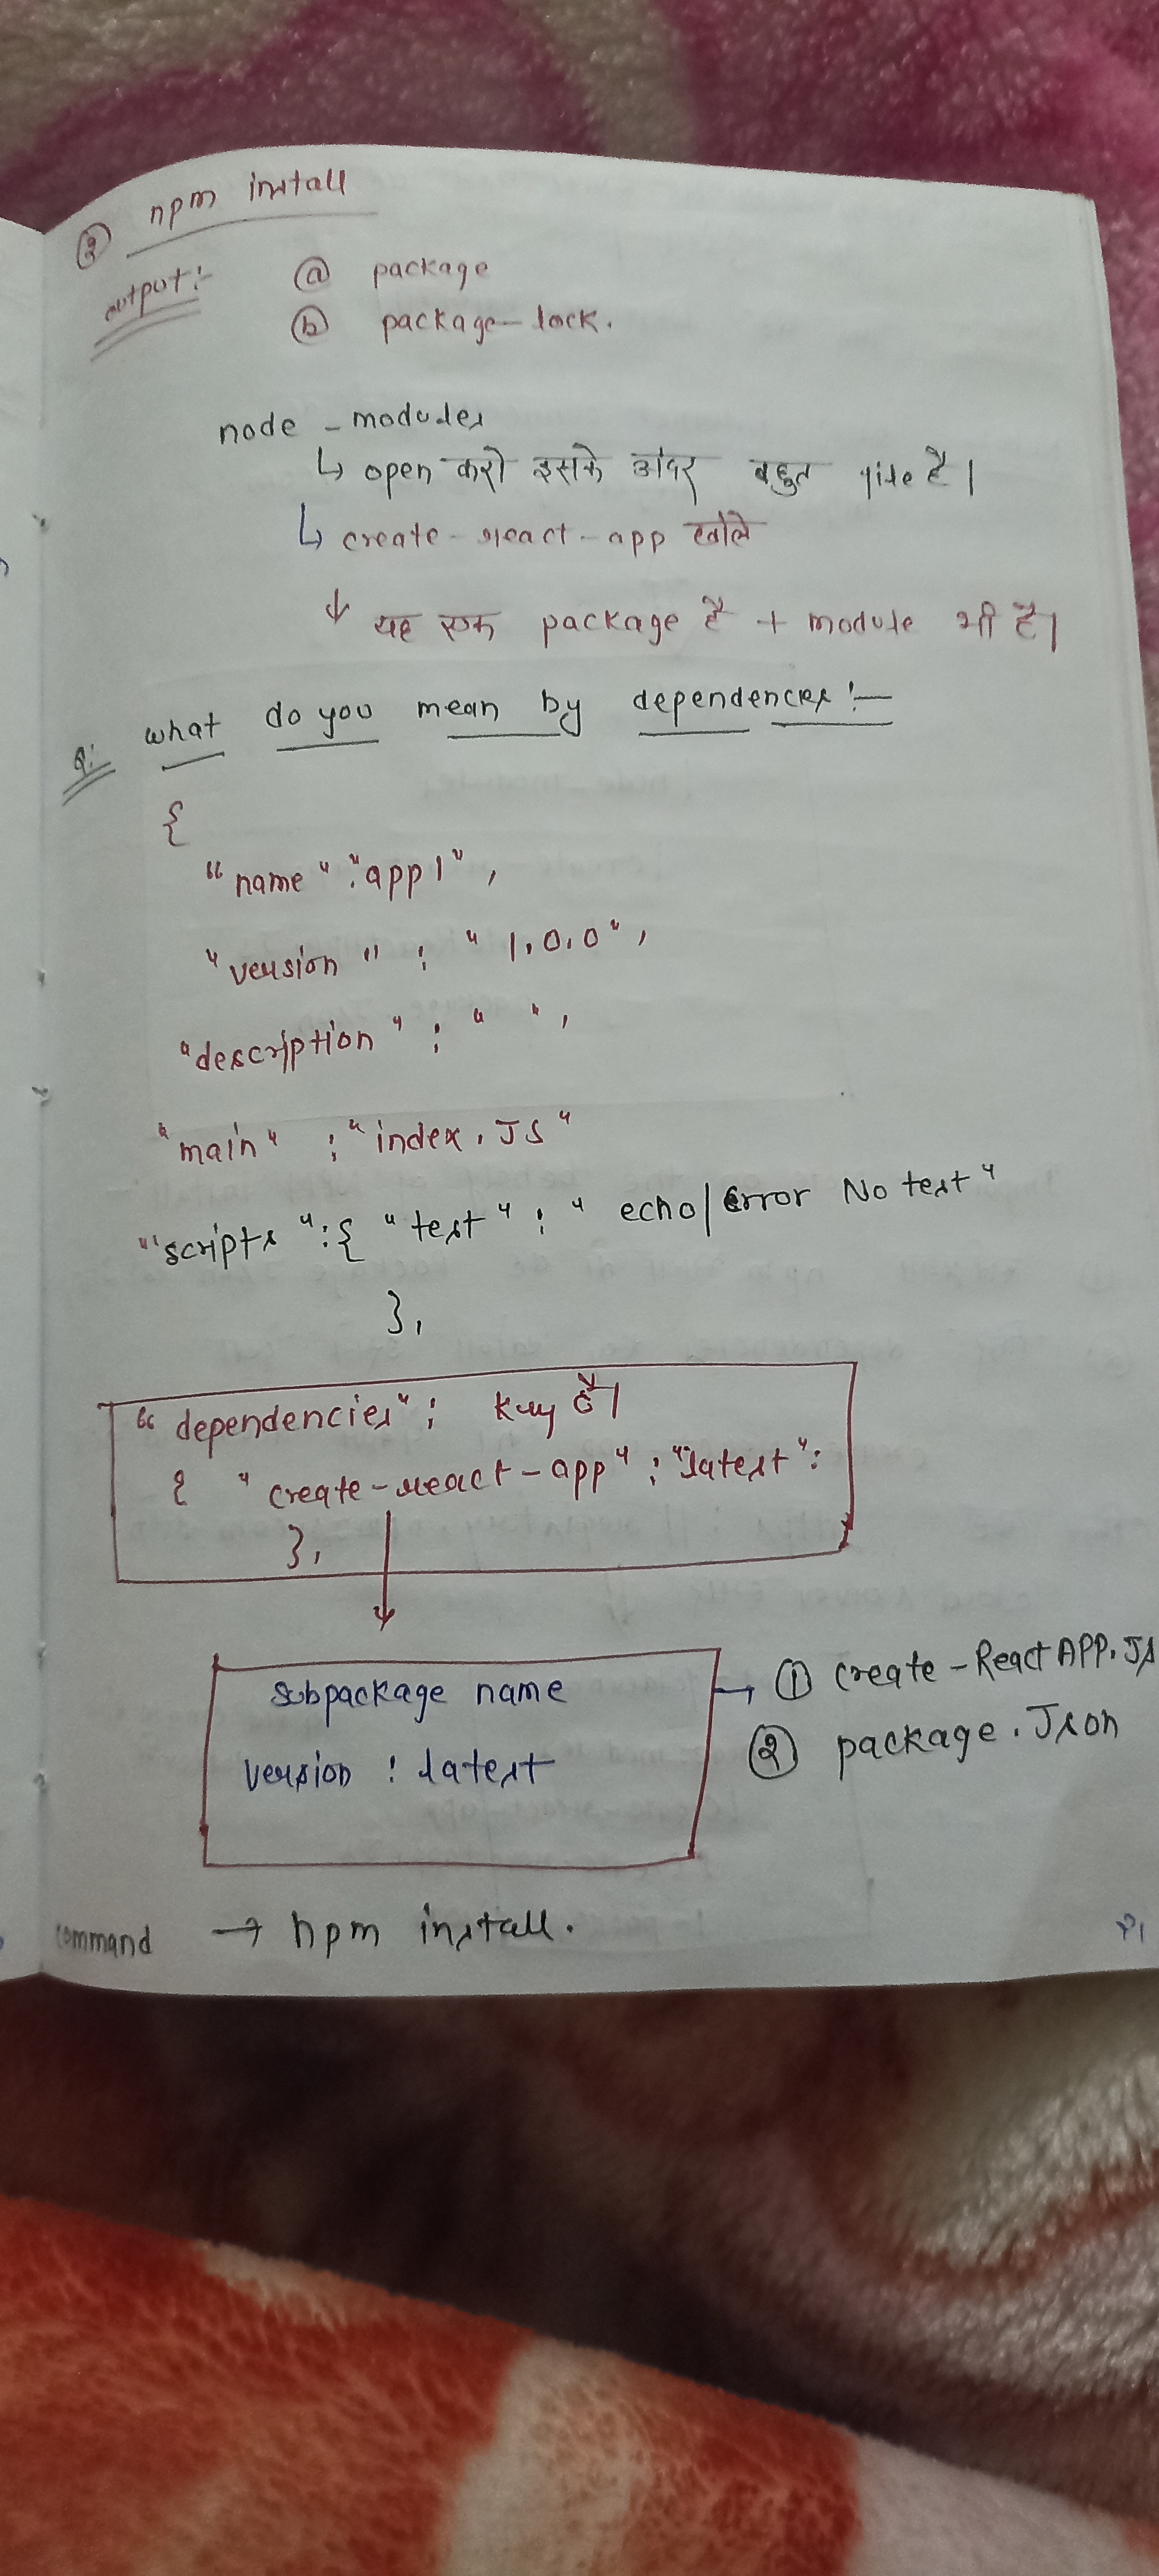 ③ npm install
output:- ⓐ package
ⓑ package-lock.
node-modules
↳ open करो इसके अंदर बहुत file है।
↳ create-react-app खोले
↓ यह एक package है + module भी है।
Q: what do you mean by dependencies:-
{
"name":"app1",
"version" : "1.0.0",
"description" : " ",
"main" : "index.JS"
"scripts":{ "test" : "echo/error No test"
},
"dependencies" : key है।
{ "create-react-app" : "latest":
},
subpackage name → ① create-ReactAPP.JS
version : latest ② package.Json
command → npm install.